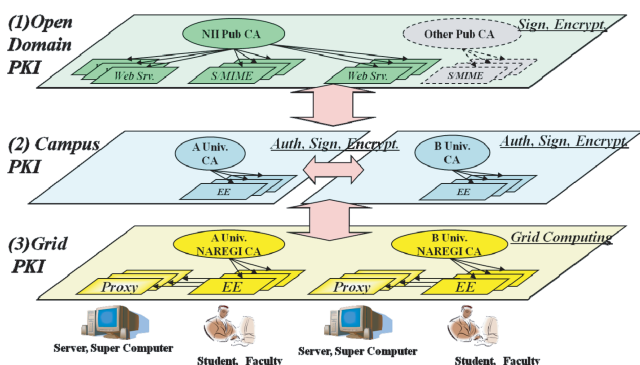 (1)Open
Domain
PKI
NII Pub CA
Other Pub CA
Sign, Encrypt.
Web Srv.
S/MIME
Web Srv.
S/MIME
(2) Campus
PKI
A Univ.
CA
Auth, Sign, Encrypt.
B Univ.
CA
Auth, Sign, Encrypt.
EE
EE
(3)Grid
PKI
A Univ.
NAREGI CA
B Univ.
NAREGI CA
Grid Computing
Proxy
EE
Proxy
EE
Server, Super Computer
Student, Faculty
Server, Super Computer
Student, Faculty